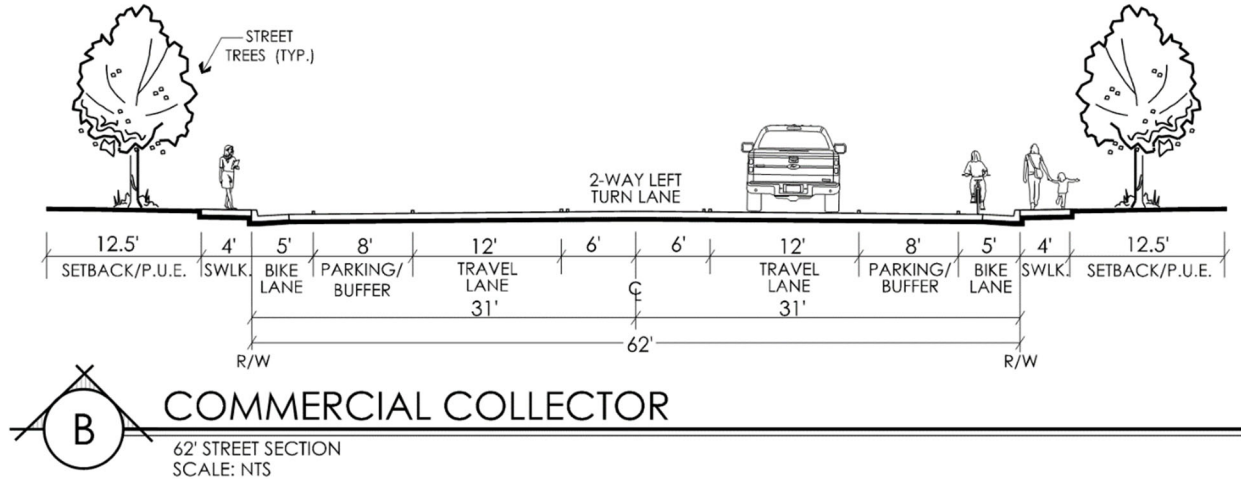 STREET
TREES (TYP.)
2-WAY LEFT
TURN LANE
12.5' 4' 5' 8' 12' 6' 6' 12' 8' 5' 4' 12.5'
SETBACK/P.U.E. SWLK. BIKE LANE PARKING/ BUFFER TRAVEL LANE TRAVEL LANE PARKING/ BUFFER BIKE LANE SWLK. SETBACK/P.U.E.
℄
31' 31'
62'
R/W R/W
B
COMMERCIAL COLLECTOR
62' STREET SECTION
SCALE: NTS